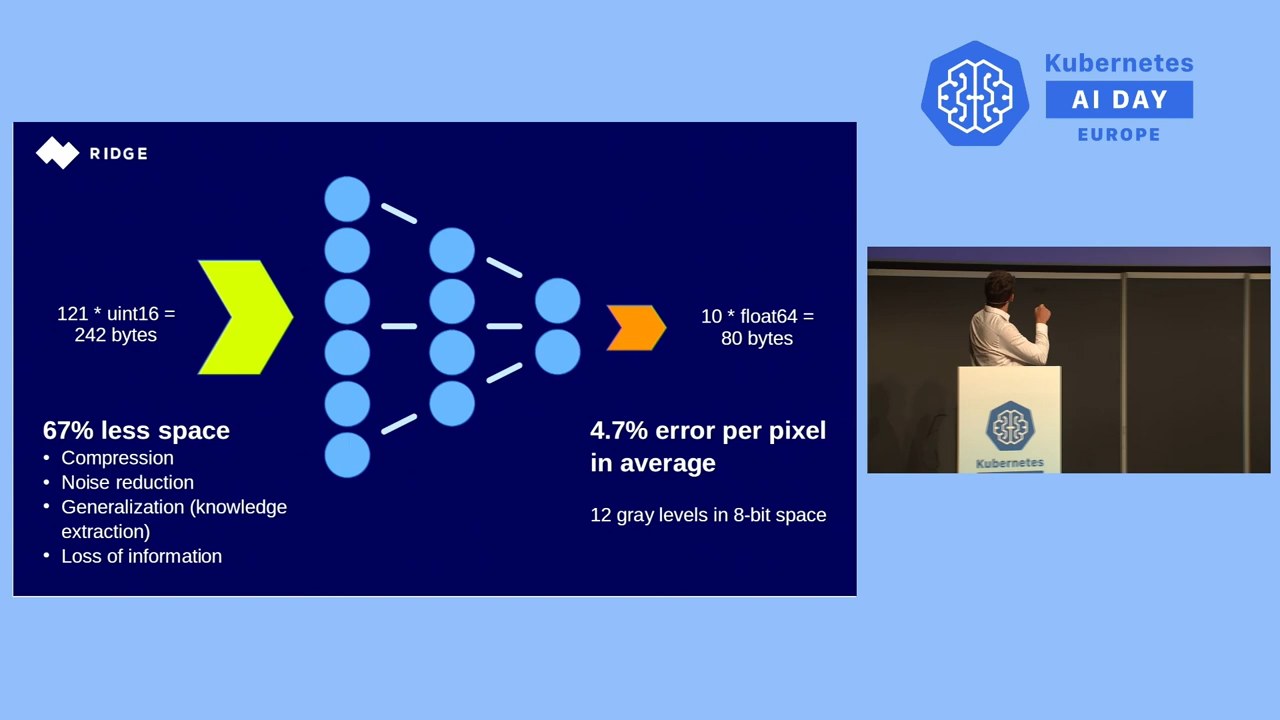 Kubernetes
AI DAY
EUROPE
RIDGE
121 * uint16 =
242 bytes
10 * float64 =
80 bytes
67% less space
• Compression
• Noise reduction
• Generalization (knowledge
extraction)
• Loss of information
4.7% error per pixel
in average
12 gray levels in 8-bit space
Kubernetes